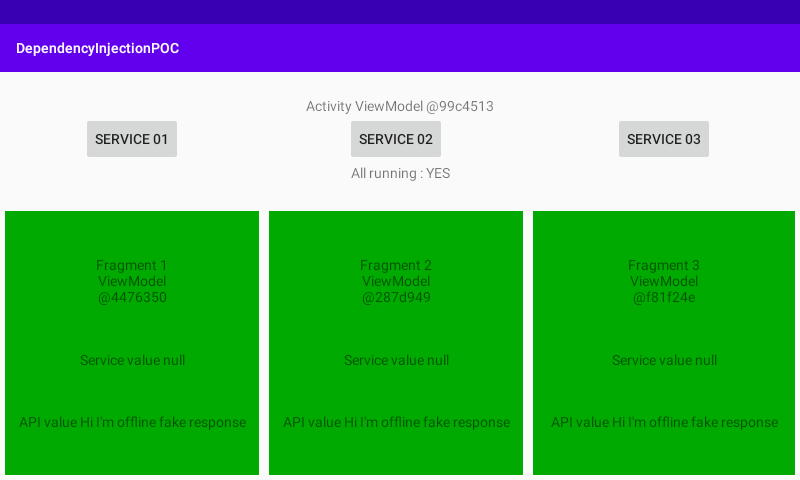 DependencyInjectionPOC
Activity ViewModel @99c4513
SERVICE 01
SERVICE 02
SERVICE 03
All running : YES
Fragment 1
ViewModel
@4476350
Service value null
API value Hi I'm offline fake response
Fragment 2
ViewModel
@287d949
Service value null
API value Hi I'm offline fake response
Fragment 3
ViewModel
@f81f24e
Service value null
API value Hi I'm offline fake response